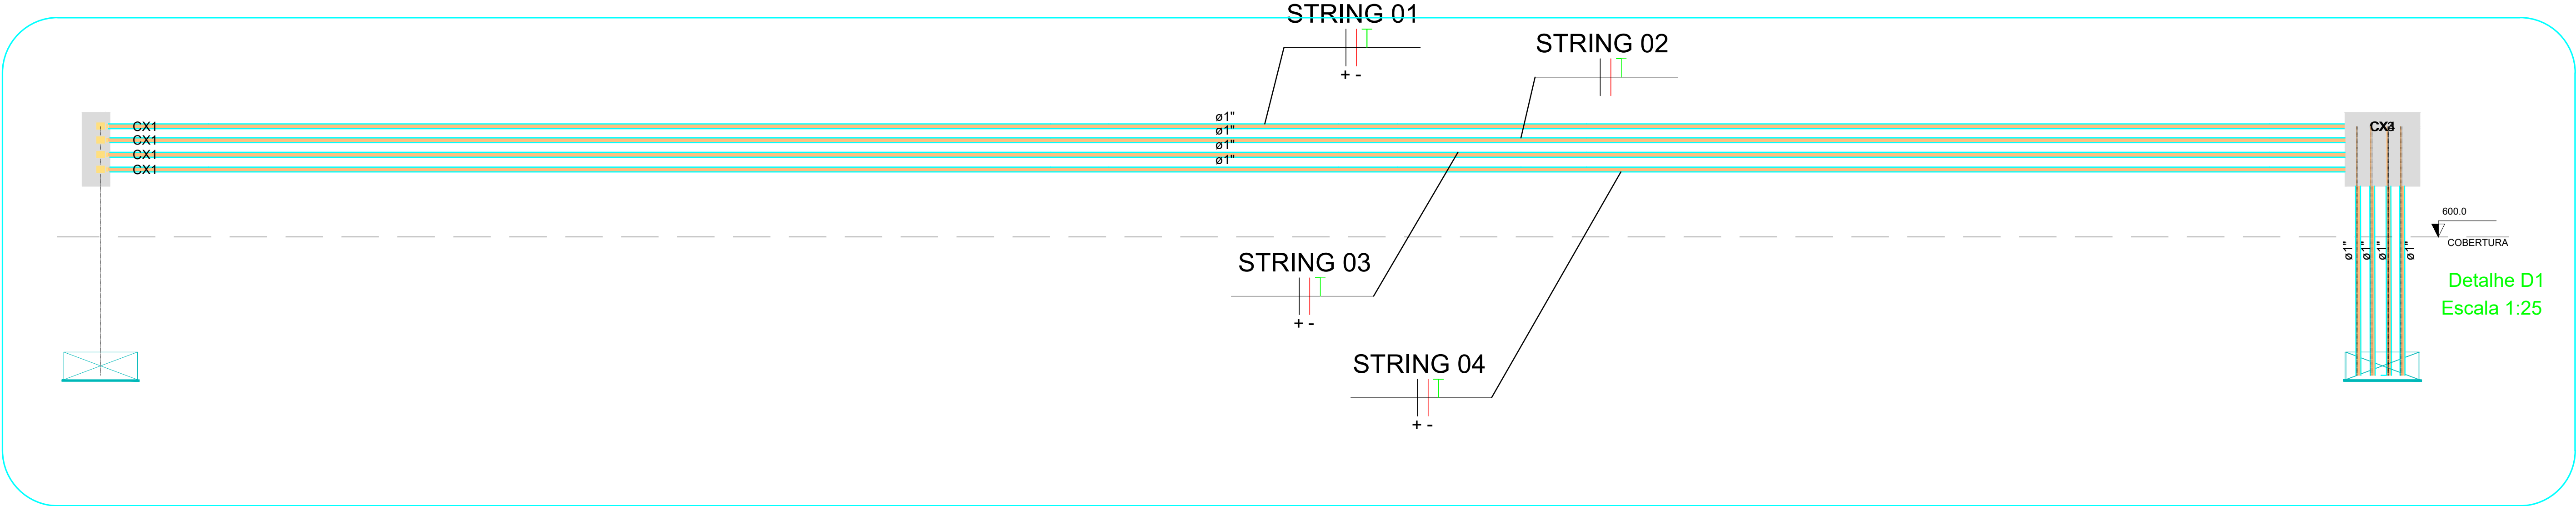 STRING 01
+ -
STRING 02
ø1"
CX1
ø1"
CX1
ø1"
CX1
ø1"
CX1
600.0
COBERTURA
ø1"
ø1"
ø1"
ø1"
STRING 03
+ -
Detalhe D1
Escala 1:25
STRING 04
+ -